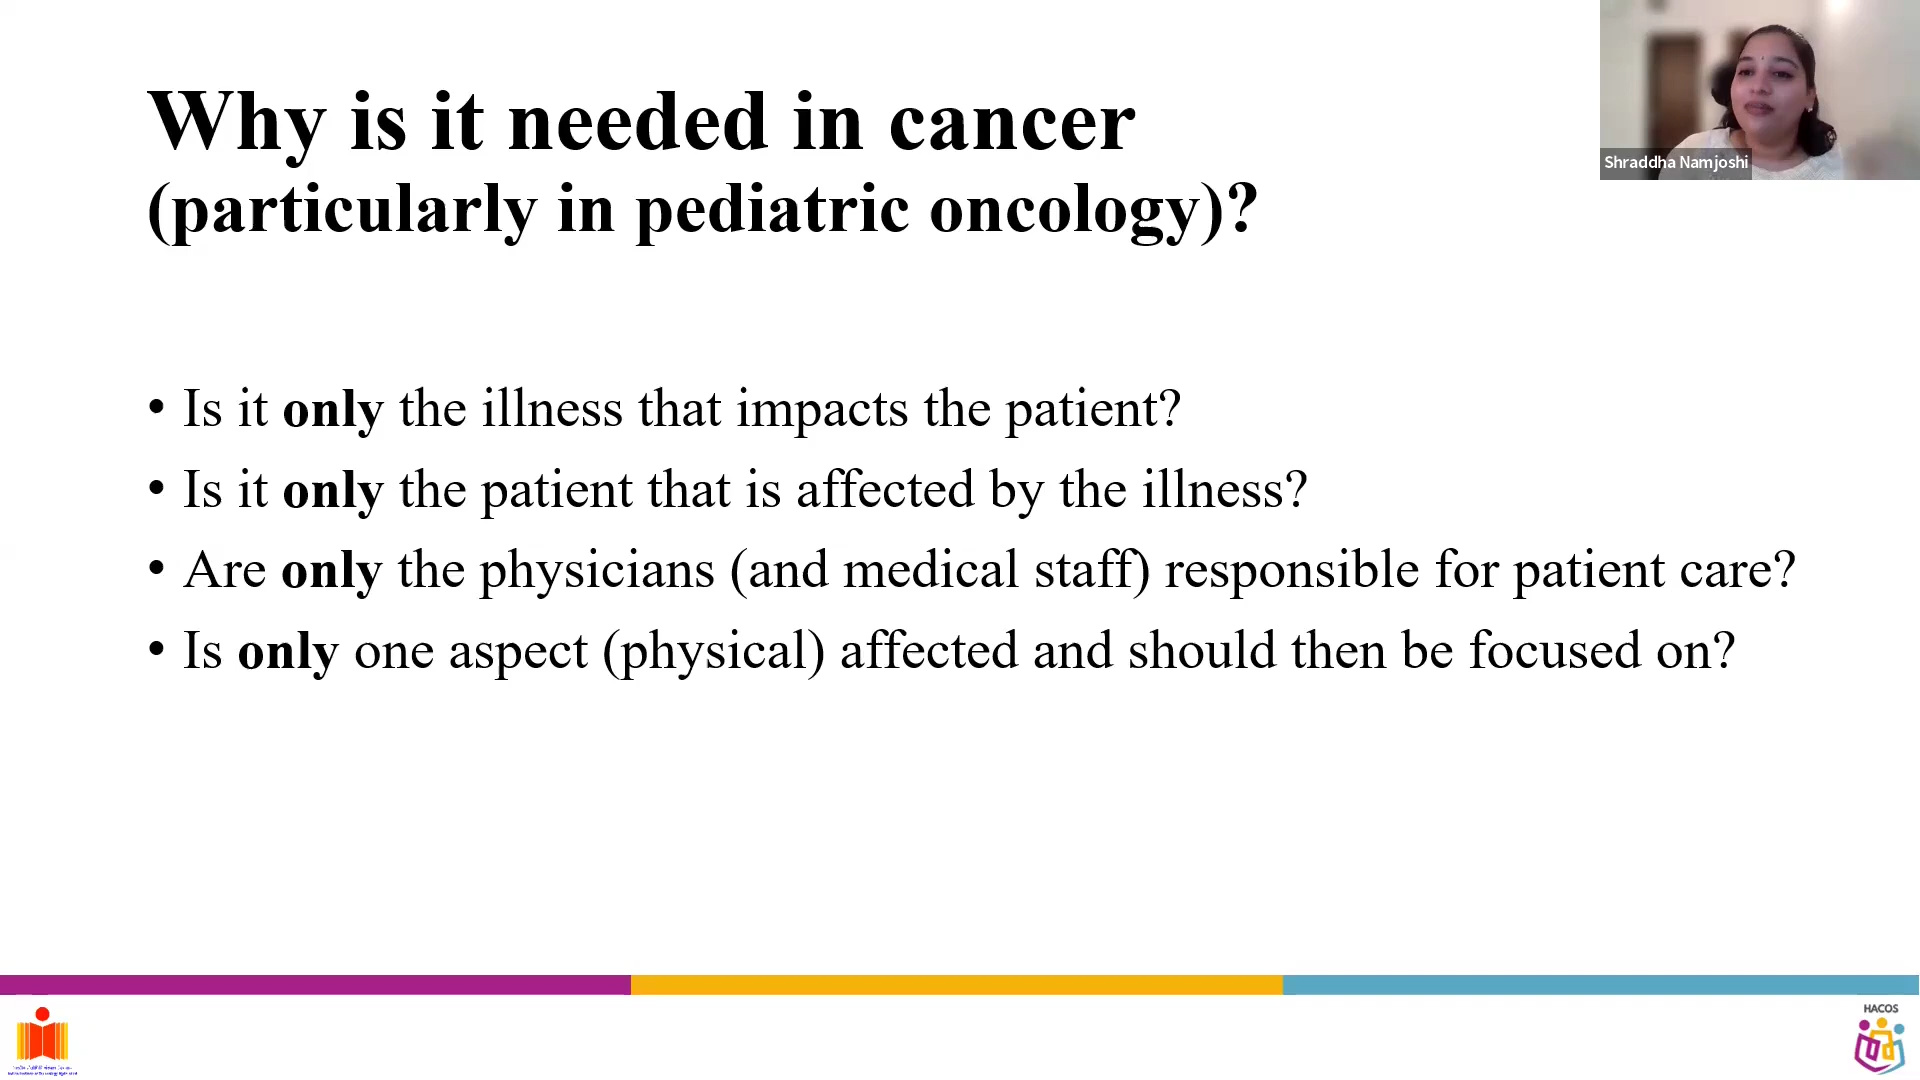 Why is it needed in cancer
(particularly in pediatric oncology)?
Shraddha Namjoshi
• Is it only the illness that impacts the patient?
• Is it only the patient that is affected by the illness?
• Are only the physicians (and medical staff) responsible for patient care?
• Is only one aspect (physical) affected and should then be focused on?
HACOS